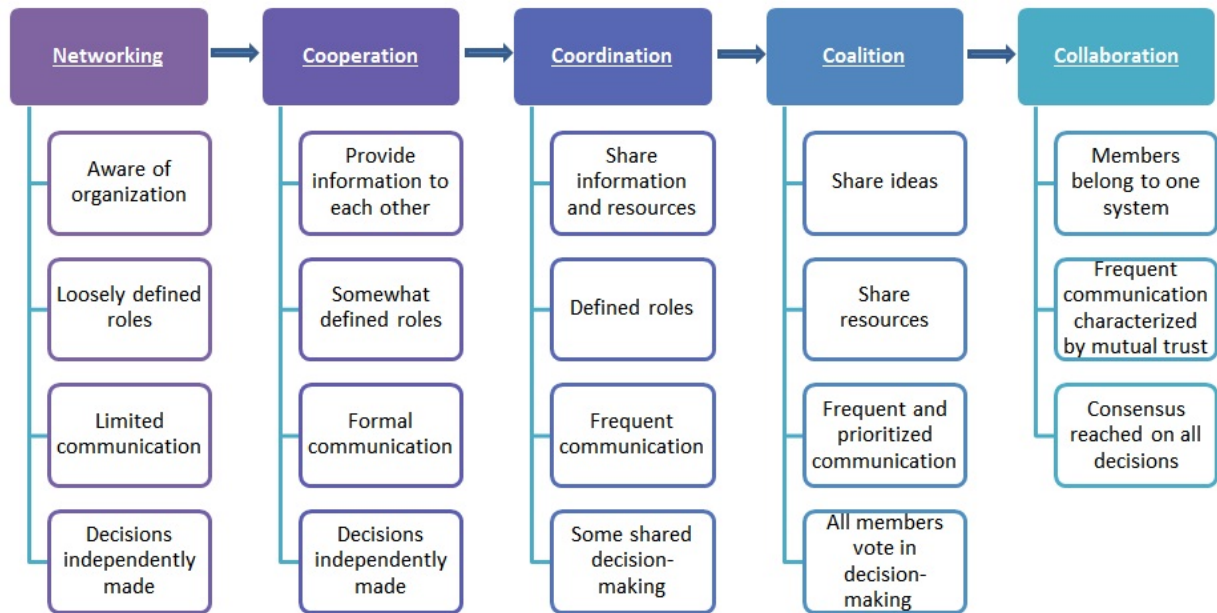 Networking
Aware of
organization
Loosely defined
roles
Limited
communication
Decisions
independently
made
Cooperation
Provide
information to
each other
Somewhat
defined roles
Formal
communication
Decisions
independently
made
Coordination
Share
information
and resources
Defined roles
Frequent
communication
Some shared
decision-
making
Coalition
Share ideas
Share
resources
Frequent and
prioritized
communication
All members
vote in
decision-
making
Collaboration
Members
belong to one
system
Frequent
communication
characterized
by mutual trust
Consensus
reached on all
decisions